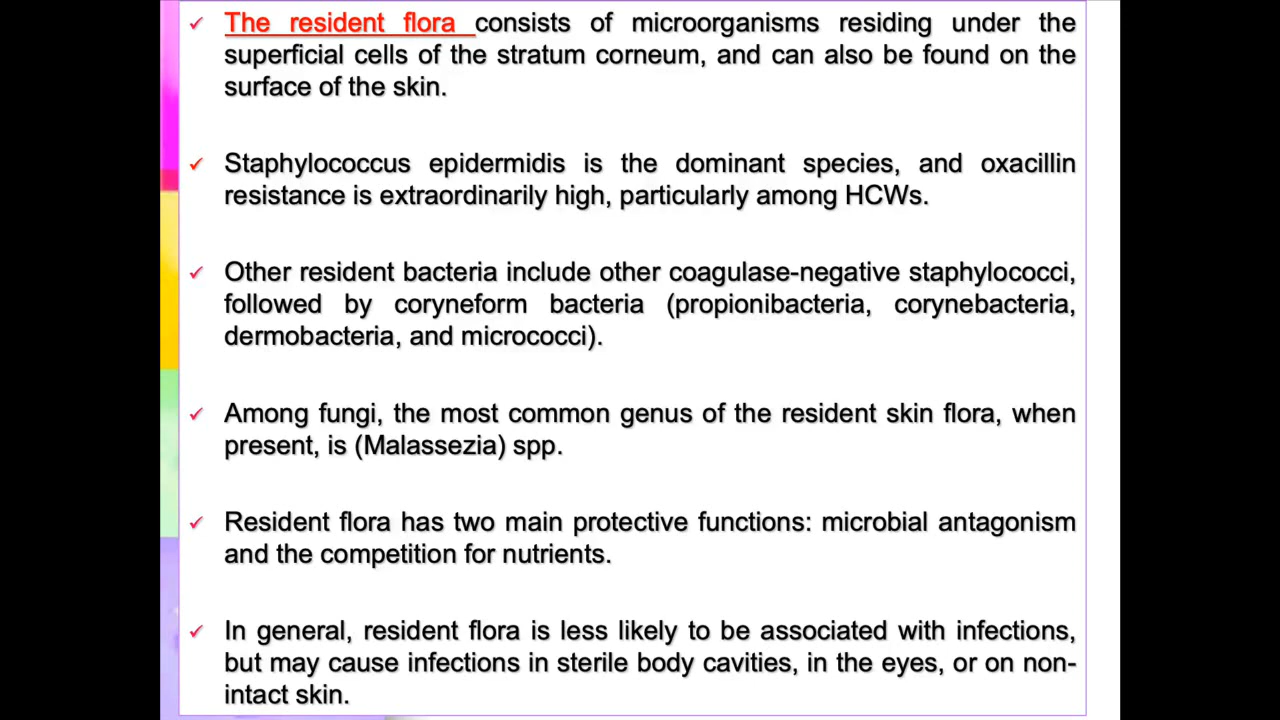 ✓ The resident flora consists of microorganisms residing under the
superficial cells of the stratum corneum, and can also be found on the
surface of the skin.
✓ Staphylococcus epidermidis is the dominant species, and oxacillin
resistance is extraordinarily high, particularly among HCWs.
✓ Other resident bacteria include other coagulase-negative staphylococci,
followed by coryneform bacteria (propionibacteria, corynebacteria,
dermobacteria, and micrococci).
✓ Among fungi, the most common genus of the resident skin flora, when
present, is (Malassezia) spp.
✓ Resident flora has two main protective functions: microbial antagonism
and the competition for nutrients.
✓ In general, resident flora is less likely to be associated with infections,
but may cause infections in sterile body cavities, in the eyes, or on non-
intact skin.